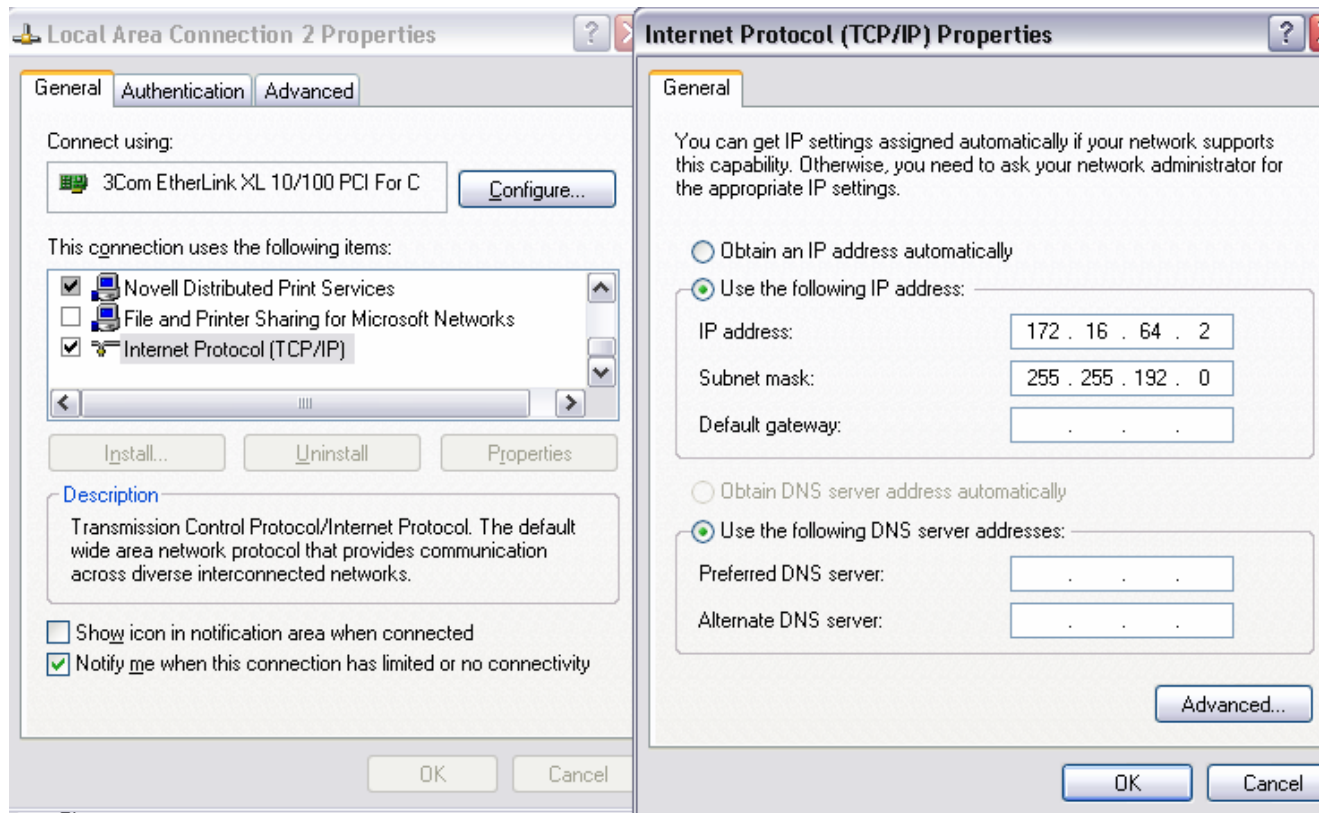 Local Area Connection 2 Properties
General Authentication Advanced
Connect using:
3Com EtherLink XL 10/100 PCI For C
Configure...
This connection uses the following items:
Novell Distributed Print Services
File and Printer Sharing for Microsoft Networks
Internet Protocol (TCP/IP)
Install... Uninstall Properties
Description
Transmission Control Protocol/Internet Protocol. The default
wide area network protocol that provides communication
across diverse interconnected networks.
Show icon in notification area when connected
Notify me when this connection has limited or no connectivity
OK Cancel
Internet Protocol (TCP/IP) Properties
General
You can get IP settings assigned automatically if your network supports
this capability. Otherwise, you need to ask your network administrator for
the appropriate IP settings.
Obtain an IP address automatically
Use the following IP address:
IP address: 172 . 16 . 64 . 2
Subnet mask: 255 . 255 . 192 . 0
Default gateway: . . .
Obtain DNS server address automatically
Use the following DNS server addresses:
Preferred DNS server: . . .
Alternate DNS server: . . .
Advanced...
OK Cancel